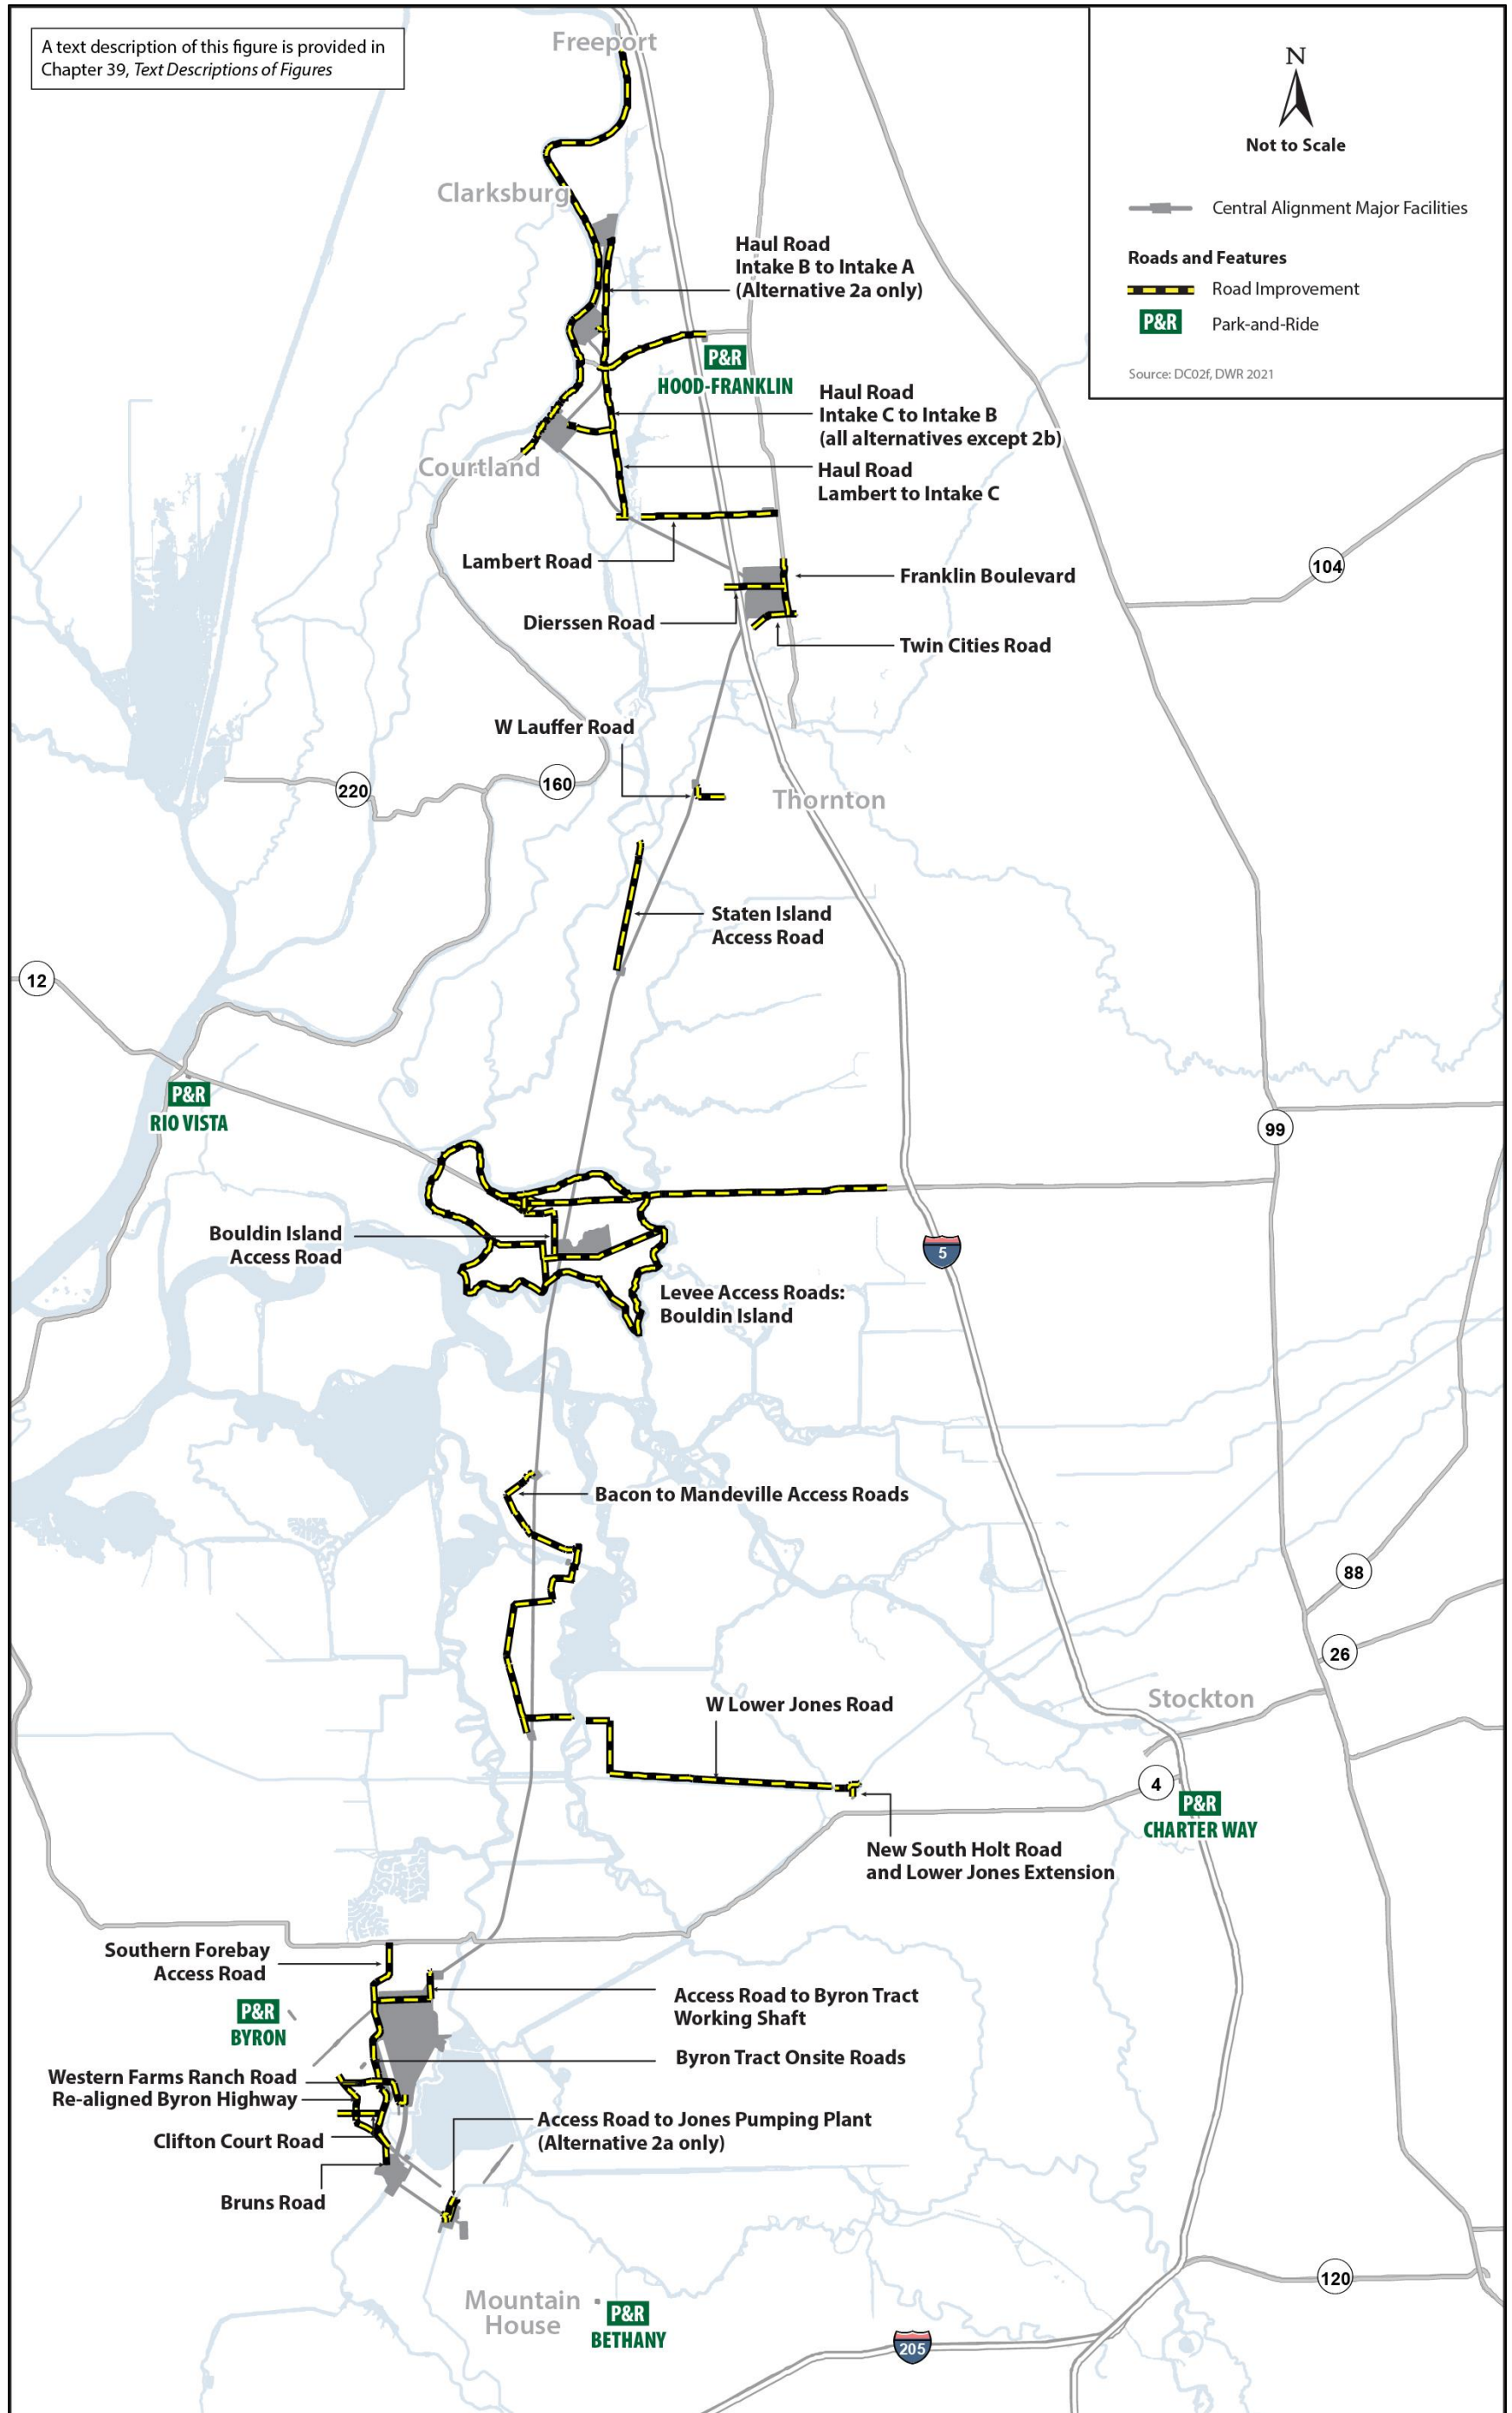 A text description of this figure is provided in
Chapter 39, Text Descriptions of Figures
N
Not to Scale
Central Alignment Major Facilities
Roads and Features
Road Improvement
P&R
Park-and-Ride
Source: DC02f, DWR 2021
Freeport
Clarksburg
Haul Road
Intake B to Intake A
(Alternative 2a only)
P&R
HOOD-FRANKLIN
Haul Road
Intake C to Intake B
(all alternatives except 2b)
Courtland
Haul Road
Lambert to Intake C
Lambert Road
104
Franklin Boulevard
Dierssen Road
Twin Cities Road
W Lauffer Road
220
160
Thornton
Staten Island
Access Road
12
P&R
RIO VISTA
99
Bouldin Island
Access Road
5
Levee Access Roads:
Bouldin Island
Bacon to Mandeville Access Roads
88
26
Stockton
W Lower Jones Road
4
P&R
CHARTER WAY
New South Holt Road
and Lower Jones Extension
Southern Forebay
Access Road
Access Road to Byron Tract
Working Shaft
P&R
BYRON
Byron Tract Onsite Roads
Western Farms Ranch Road
Re-aligned Byron Highway
Access Road to Jones Pumping Plant
(Alternative 2a only)
Clifton Court Road
Bruns Road
120
Mountain
House
P&R
BETHANY
205